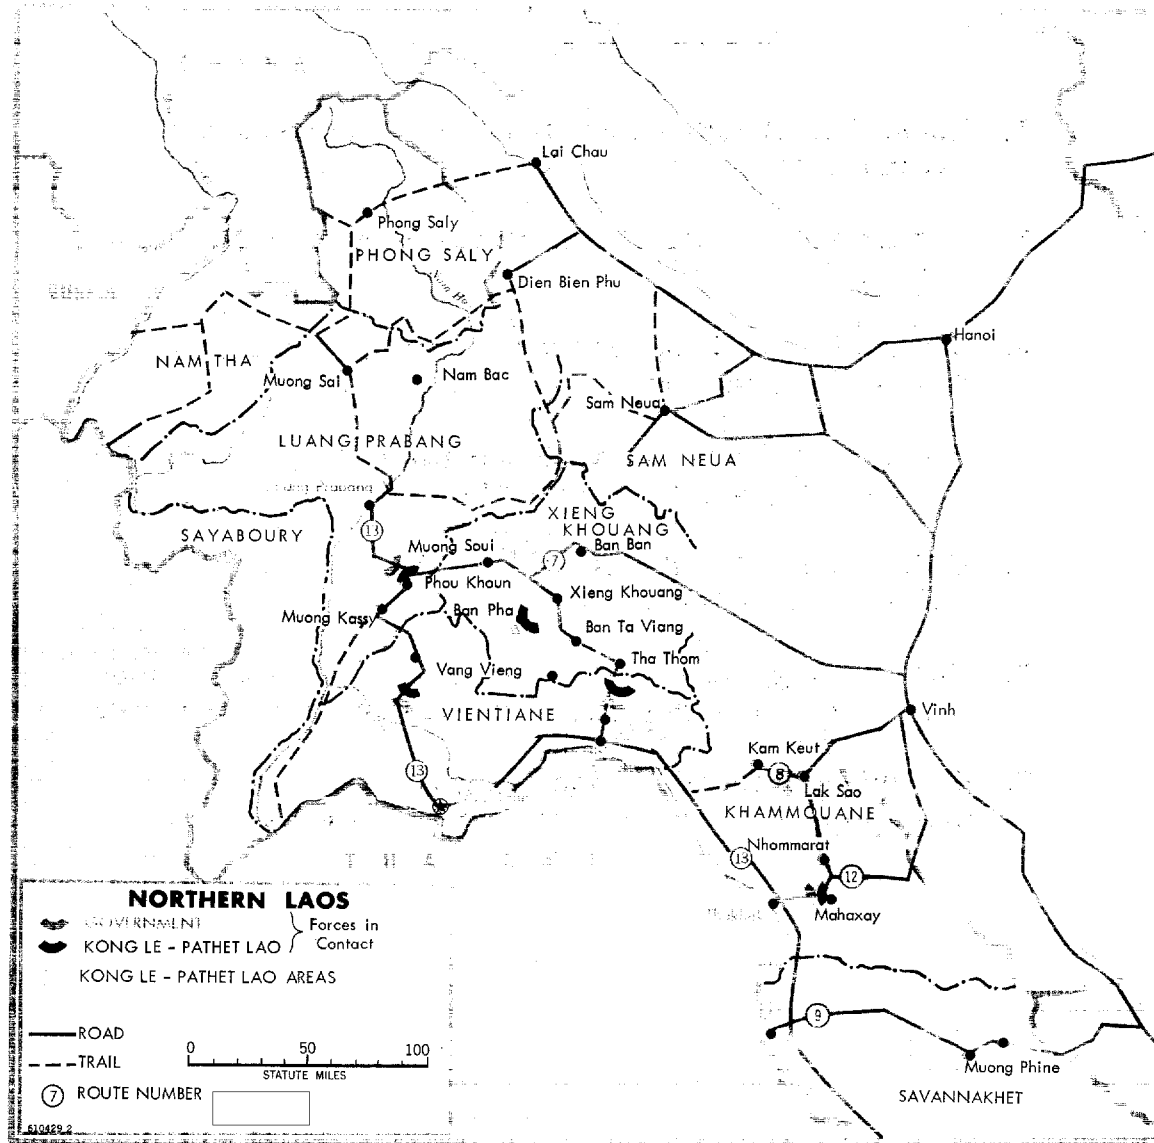 Lai Chau
Phong Saly
PHONG SALY
Dien Bien Phu
Hanoi
NAM THA
Muong Sai
Nam Bac
Sam Neua
LUANG PRABANG
SAM NEUA
XIENG
KHOUANG
SAYABOURY
13
Muong Soui
7
Ban Ban
Phou Khoun
Xieng Khouang
Muong Kassy
Ban Pha
Ban Ta Viang
Vang Vieng
Tha Thom
VIENTIANE
Vinh
Kam Keut
13
8
Lak Sao
KHAMMOUANE
Nhommarat
13
12
Mahaxay
NORTHERN LAOS
GOVERNMENT
KONG LE - PATHET LAO
Forces in
Contact
KONG LE - PATHET LAO AREAS
ROAD
TRAIL
0 50 100
STATUTE MILES
7 ROUTE NUMBER
610429 2
9
Muong Phine
SAVANNAKHET